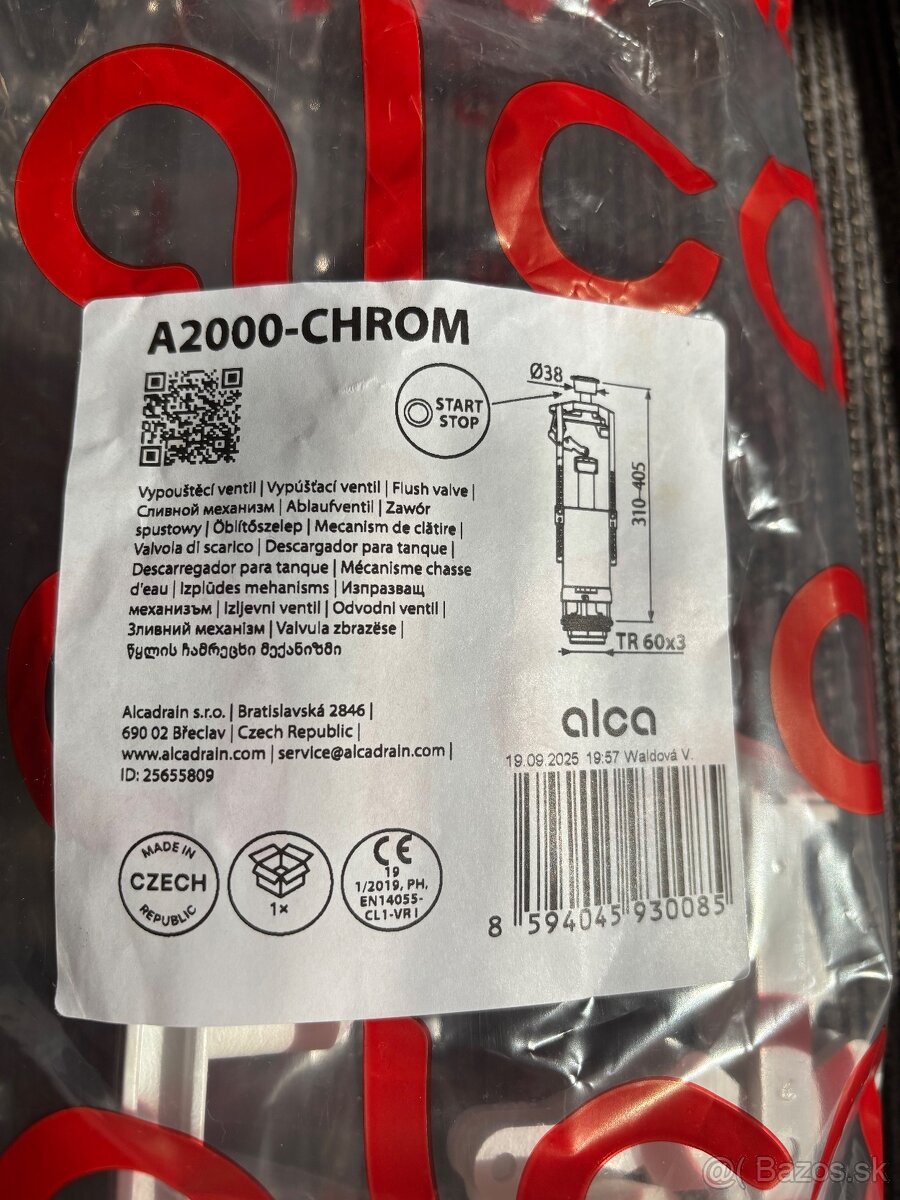 alca
A2000-CHROM
START
STOP
Ø38
310-405
TR 60x3
Vypouštěcí ventil | Vypúšťací ventil | Flush valve |
Сливной механизм | Ablaufventil | Zawór
spustowy | Öblítőszelep | Mecanism de clătire |
Valvola di scarico | Descargador para tanque |
Descarregador para tanque | Mécanisme chasse
d'eau | Izplūdes mehanisms | Изпразващ
механизъм | Izljevni ventil | Odvodni ventil |
Зливний механізм | Valvula zbrazëse |
წყლის ჩამრეცხი მექანიზმი
Alcadrain s.r.o. | Bratislavská 2846 |
690 02 Břeclav | Czech Republic |
www.alcadrain.com | service@alcadrain.com |
ID: 25655809
alca
19.09.2025 19:57 Waldová V.
MADE IN
CZECH
REPUBLIC
1x
CE
19
1/2019, PH,
EN14055-
CL1-VR I
8 594045 930085
Bazos.sk